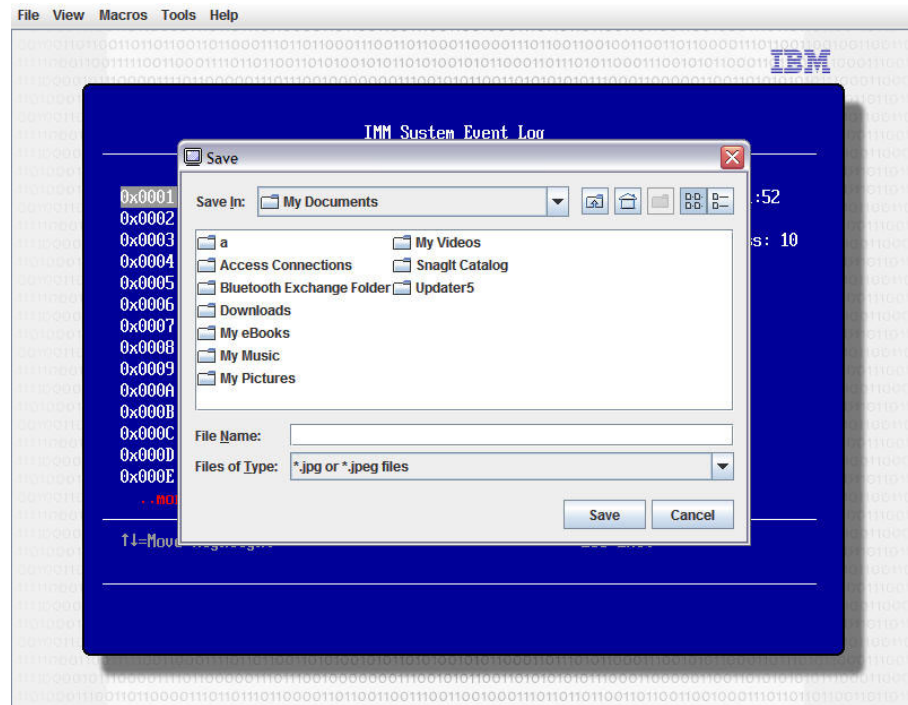 File View Macros Tools Help
IBM
IMM System Event Log
Save
Save In: My Documents
a
Access Connections
Bluetooth Exchange Folder
Downloads
My eBooks
My Music
My Pictures
My Videos
SnagIt Catalog
Updater5
File Name:
Files of Type: *.jpg or *.jpeg files
Save Cancel
0x0001 :52
0x0002
0x0003 ss: 10
0x0004
0x0005
0x0006
0x0007
0x0008
0x0009
0x000A
0x000B
0x000C
0x000D
0x000E
↑↓=Move